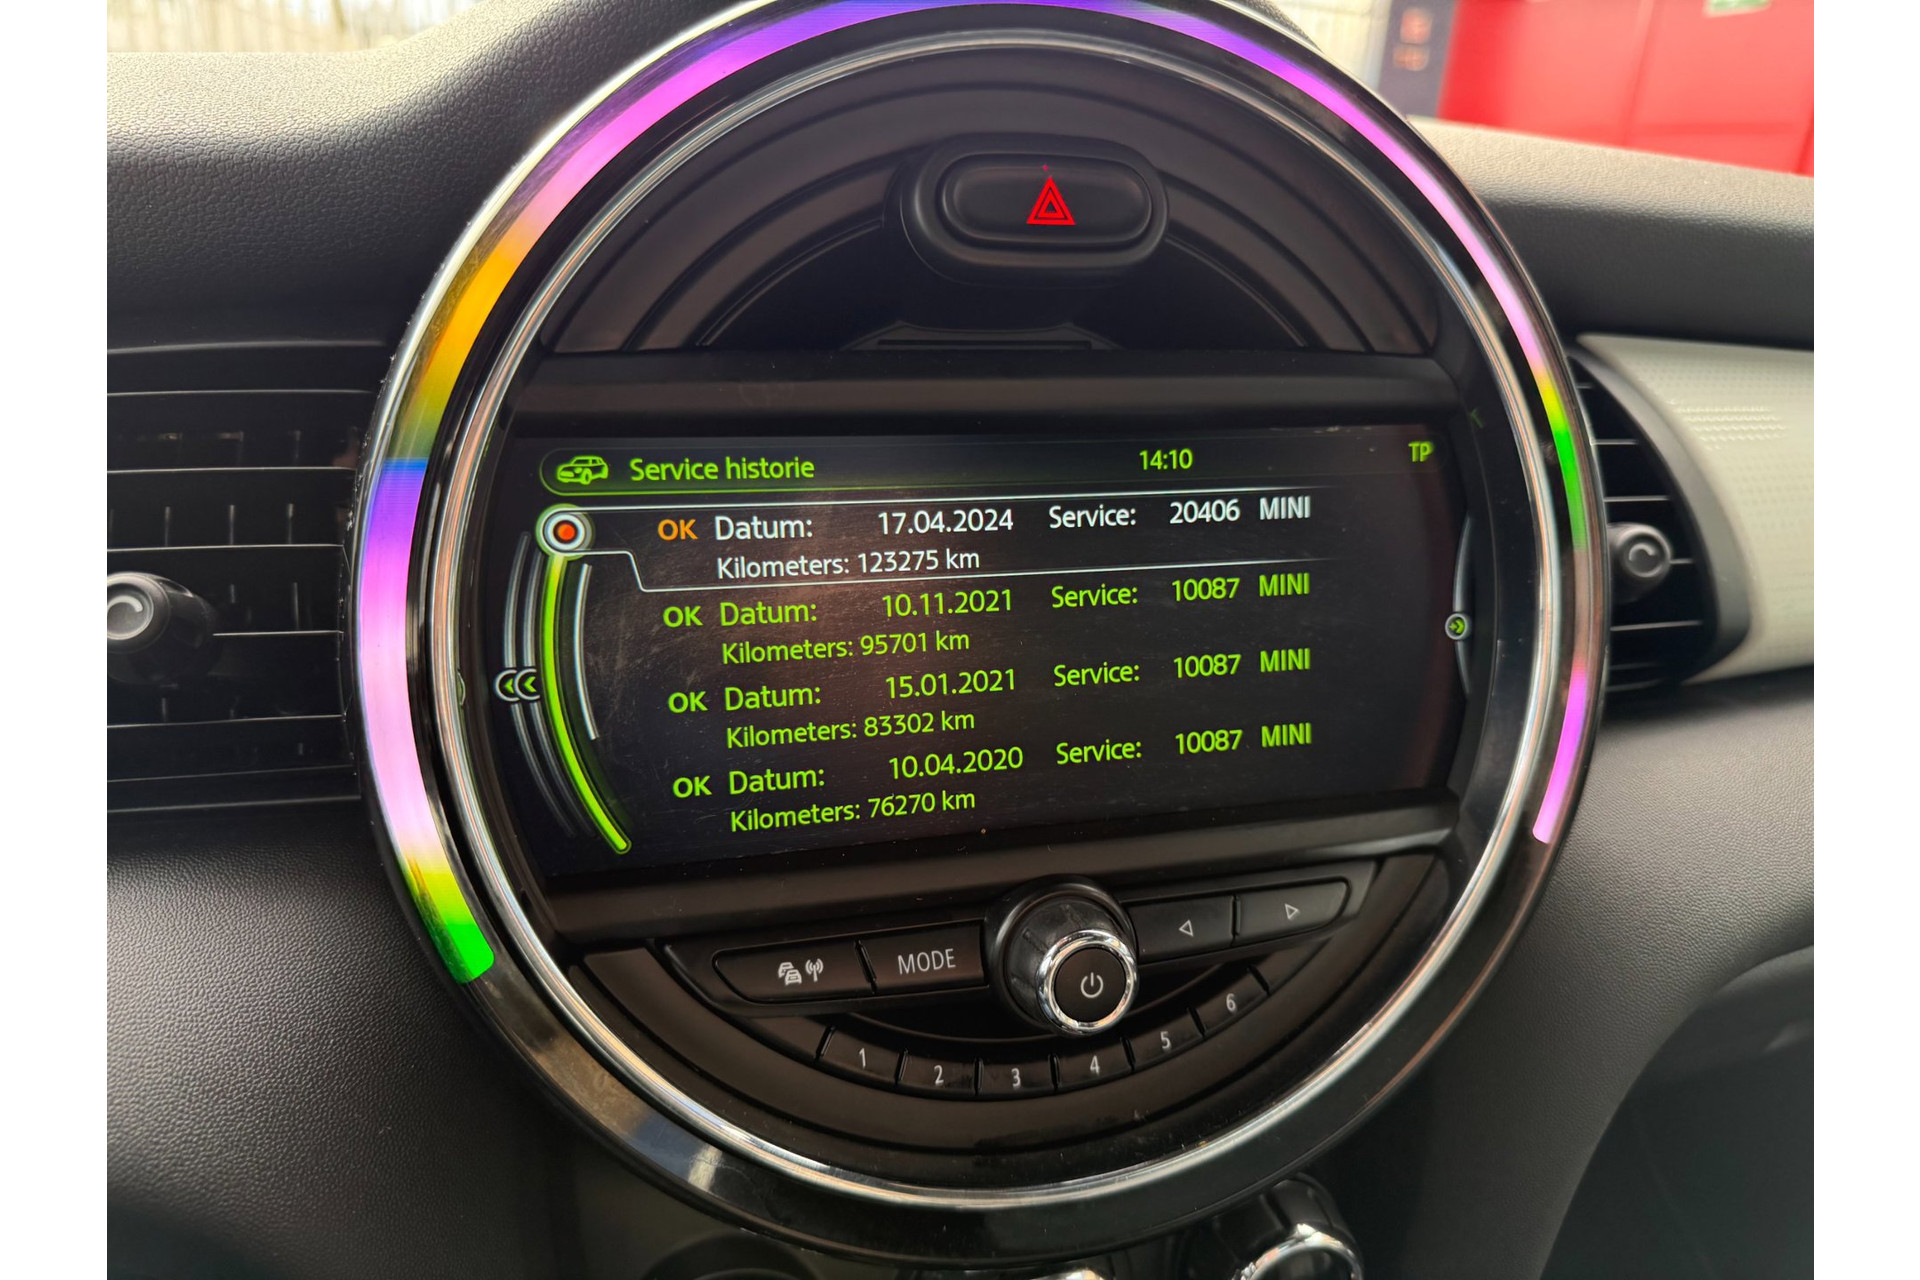 Service historie 14:10 TP
OK Datum: 17.04.2024 Service: 20406 MINI
Kilometers: 123275 km
OK Datum: 10.11.2021 Service: 10087 MINI
Kilometers: 95701 km
OK Datum: 15.01.2021 Service: 10087 MINI
Kilometers: 83302 km
OK Datum: 10.04.2020 Service: 10087 MINI
Kilometers: 76270 km
MODE
1 2 3 4 5 6